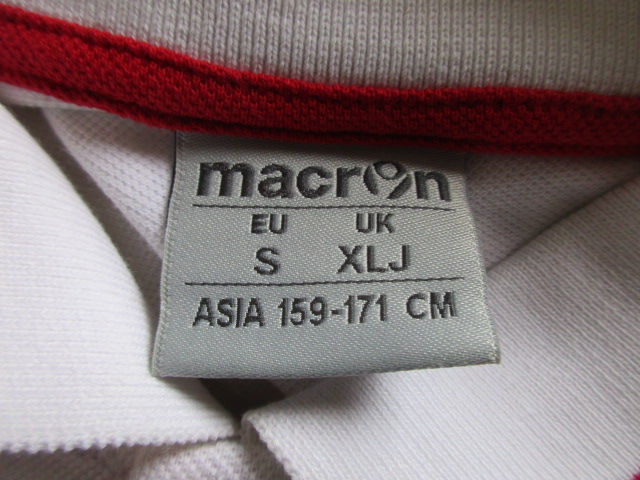 macron
EU UK
S XLJ
ASIA 159-171 CM